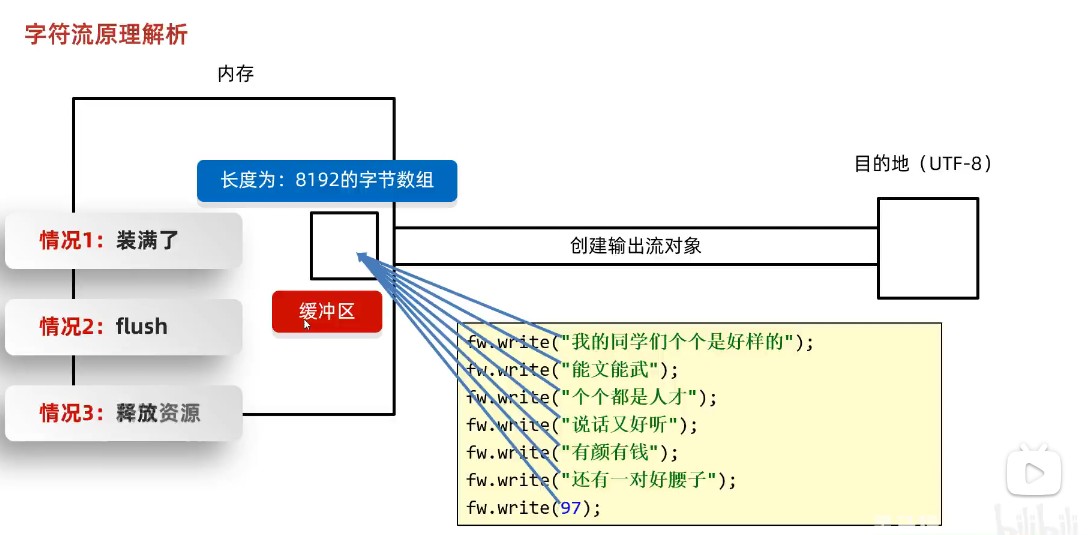 字符流原理解析
内存
目的地（UTF-8）
长度为：8192的字节数组
情况1：装满了
创建输出流对象
缓冲区
情况2：flush
情况3：释放资源
fw.write("我的同学们个个是好样的");
fw.write("能文能武");
fw.write("个个都是人才");
fw.write("说话又好听");
fw.write("有颜有钱");
fw.write("还有一对好腰子");
fw.write(97);
bilibili